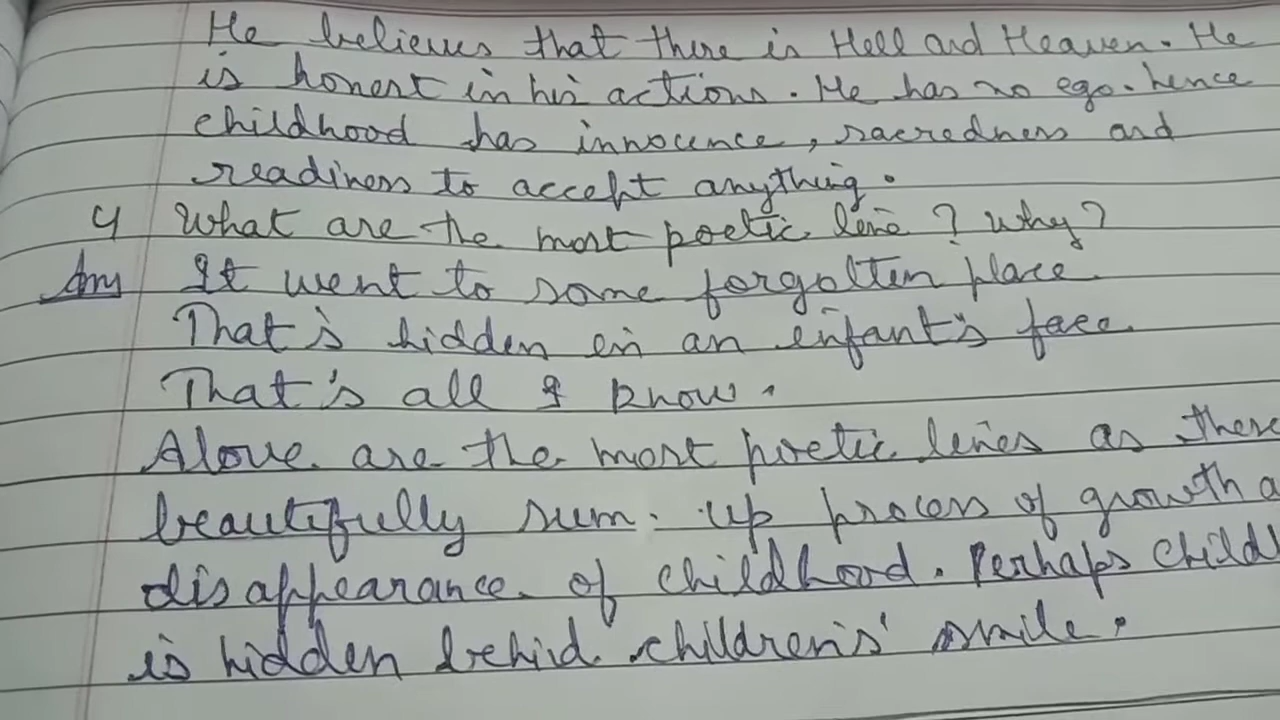 He believes that there is Hell and Heaven. He
is honest in his actions. He has no ego. hence
childhood has innocence, sacredness and
readiness to accept anything.
4 What are the most poetic line? Why?
Ans It went to some forgotten place
That's hidden in an infant's face.
That's all I know.
Above are the most poetic lines as these
beautifully sum up process of growth a
disappearance of childhood. Perhaps child
is hidden behind children's' smile.